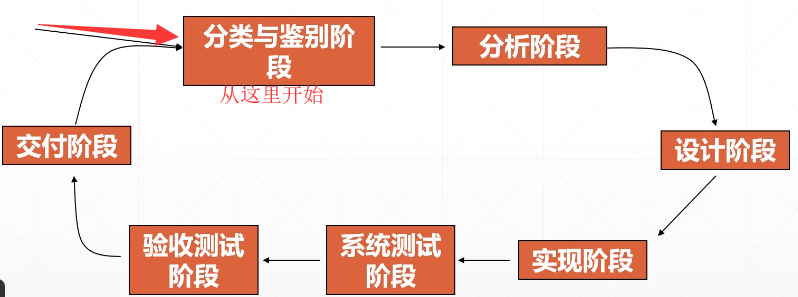 分类与鉴别阶
段
从这里开始
分析阶段
设计阶段
实现阶段
系统测试
阶段
验收测试
阶段
交付阶段